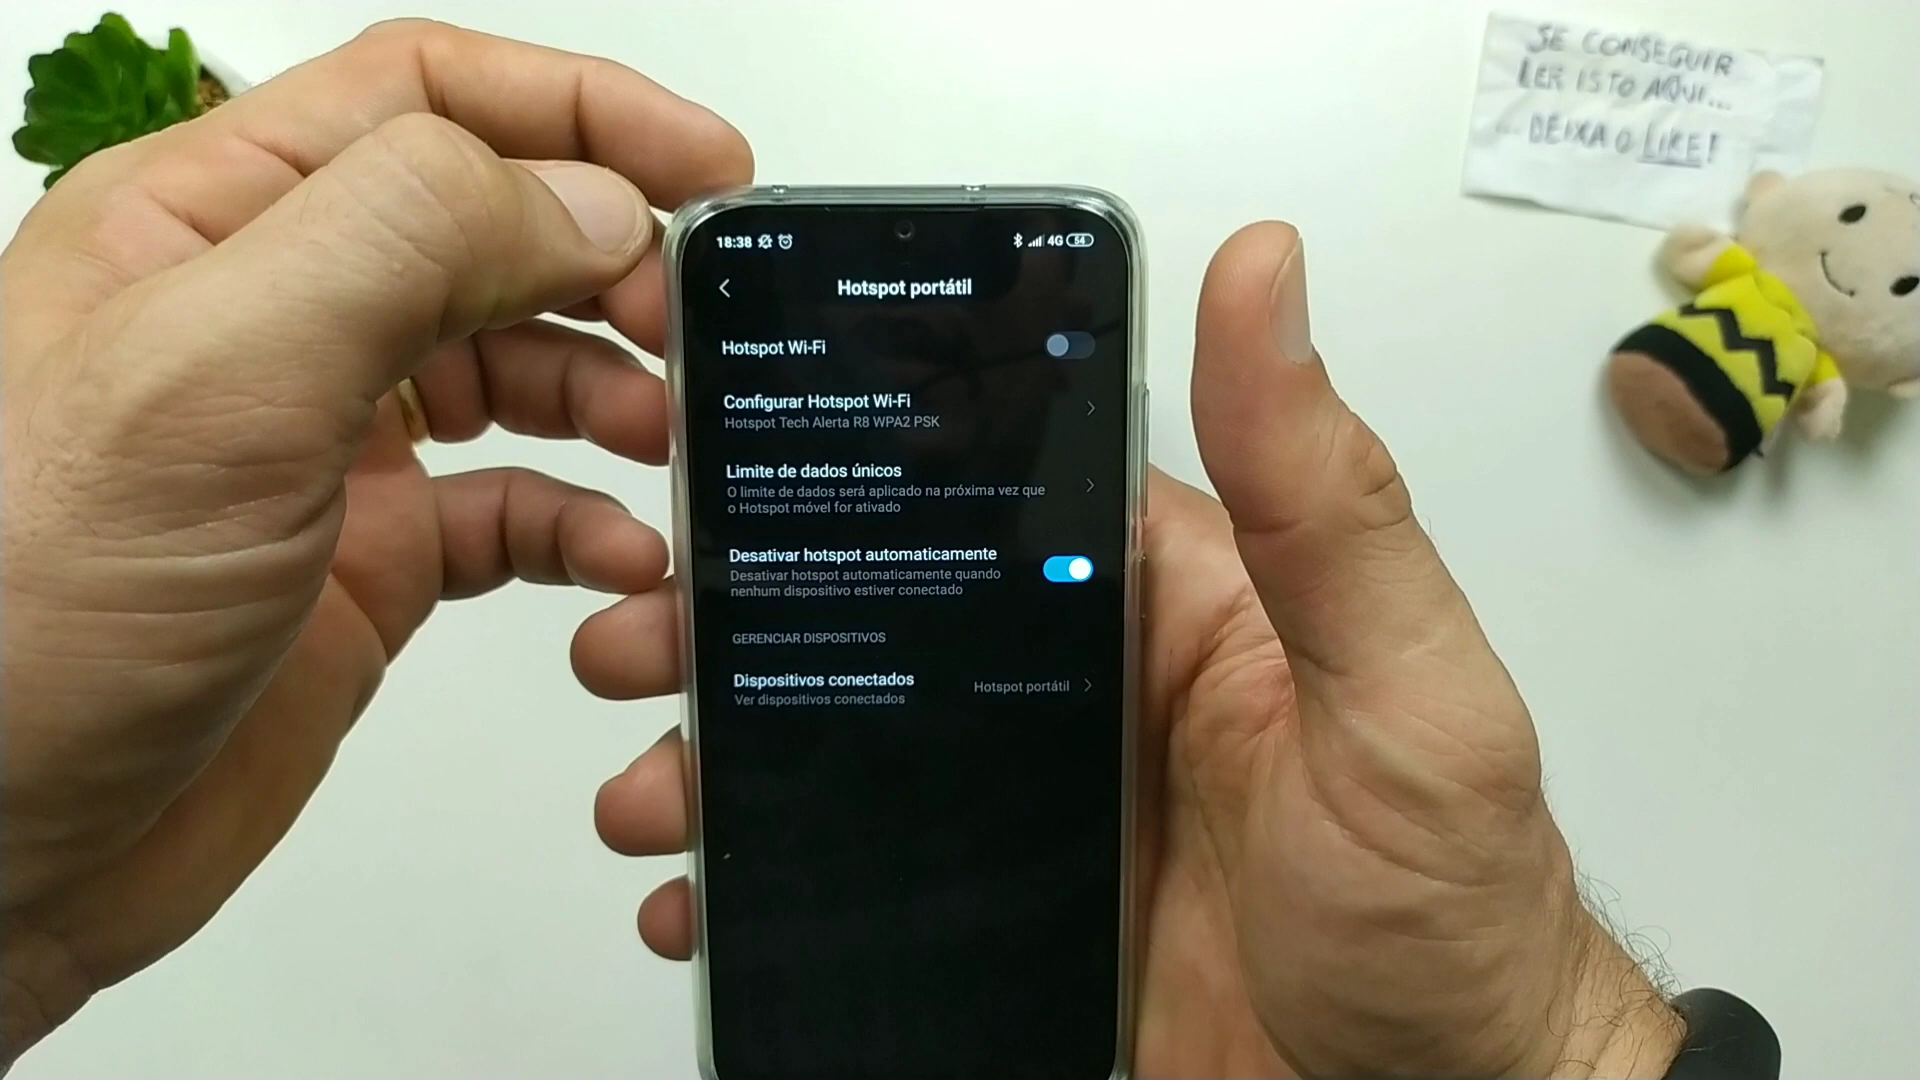 SE CONSEGUIR
LER ISTO AQUI...
... DEIXA O LIKE!
18:38
4G 54
Hotspot portátil
Hotspot Wi-Fi
Configurar Hotspot Wi-Fi
Hotspot Tech Alerta R8 WPA2 PSK
Limite de dados únicos
O limite de dados será aplicado na próxima vez que
o Hotspot móvel for ativado
Desativar hotspot automaticamente
Desativar hotspot automaticamente quando
nenhum dispositivo estiver conectado
GERENCIAR DISPOSITIVOS
Dispositivos conectados
Ver dispositivos conectados
Hotspot portátil